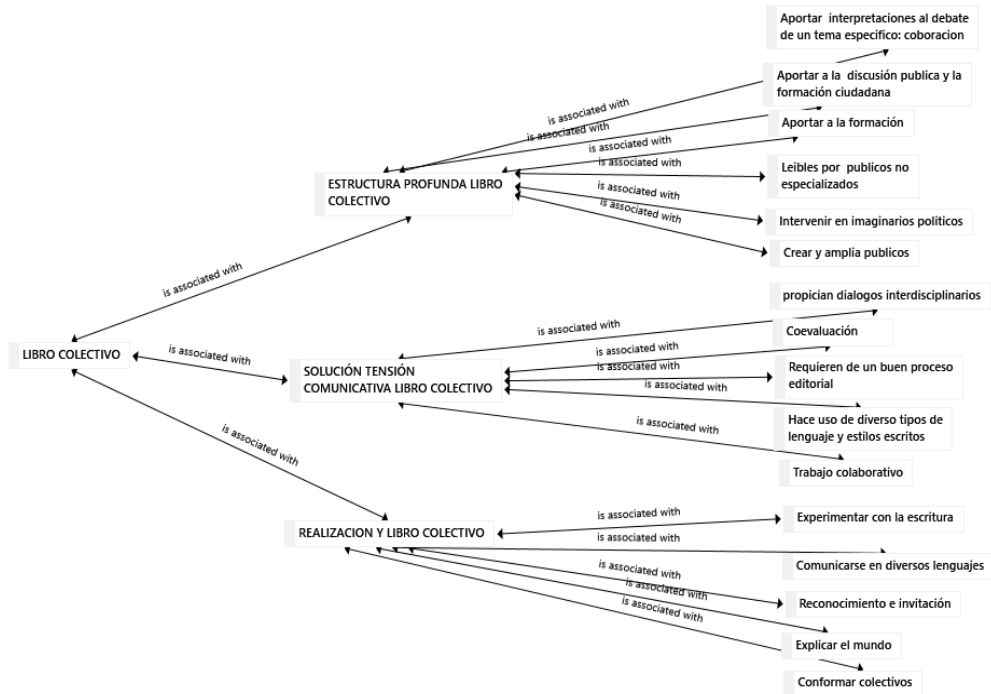 Aportar interpretaciones al debate
de un tema especifico: coboracion
Aportar a la discusión publica y la
formación ciudadana
is associated with
is associated with
Aportar a la formación
is associated with
is associated with
Leibles por publicos no
especializados
ESTRUCTURA PROFUNDA LIBRO
COLECTIVO
is associated with
is associated with
Intervenir en imaginarios políticos
Crear y amplia publicos
is associated with
propician dialogos interdisciplinarios
is associated with
Coevaluación
LIBRO COLECTIVO
is associated with
is associated with
SOLUCIÓN TENSIÓN
COMUNICATIVA LIBRO COLECTIVO
is associated with
Requieren de un buen proceso
editorial
is associated with
Hace uso de diverso tipos de
lenguaje y estilos escritos
is associated with
is associated with
Trabajo colaborativo
is associated with
Experimentar con la escritura
REALIZACION Y LIBRO COLECTIVO
is associated with
Comunicarse en diversos lenguajes
is associated with
is associated with
Reconocimiento e invitación
is associated with
Explicar el mundo
Conformar colectivos